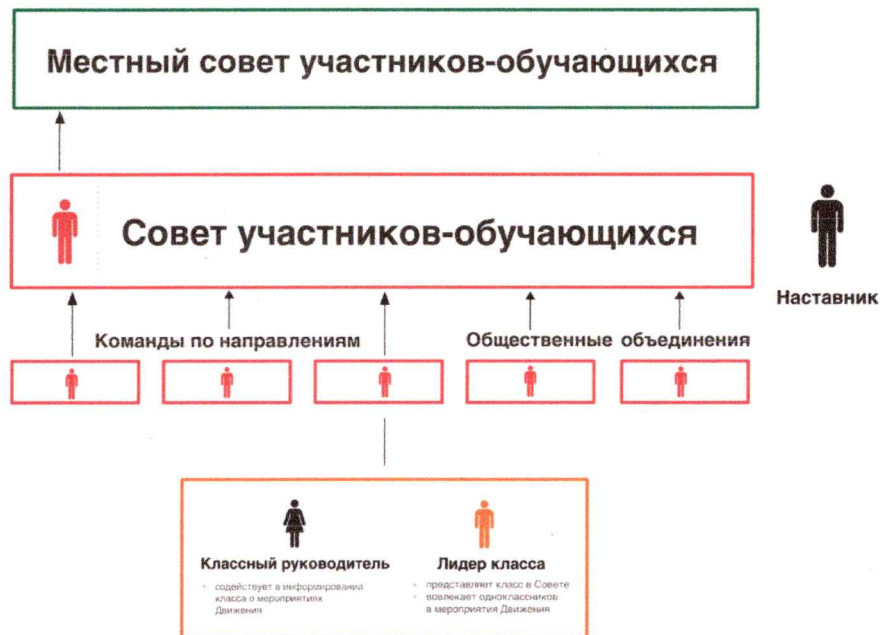 Местный совет участников-обучающихся
Совет участников-обучающихся
Наставник
Команды по направлениям
Общественные объединения
Классный руководитель
содействует в информировании
класса о мероприятиях
Движения
Лидер класса
представляет класс в Совете
вовлекает одноклассников
в мероприятия Движения